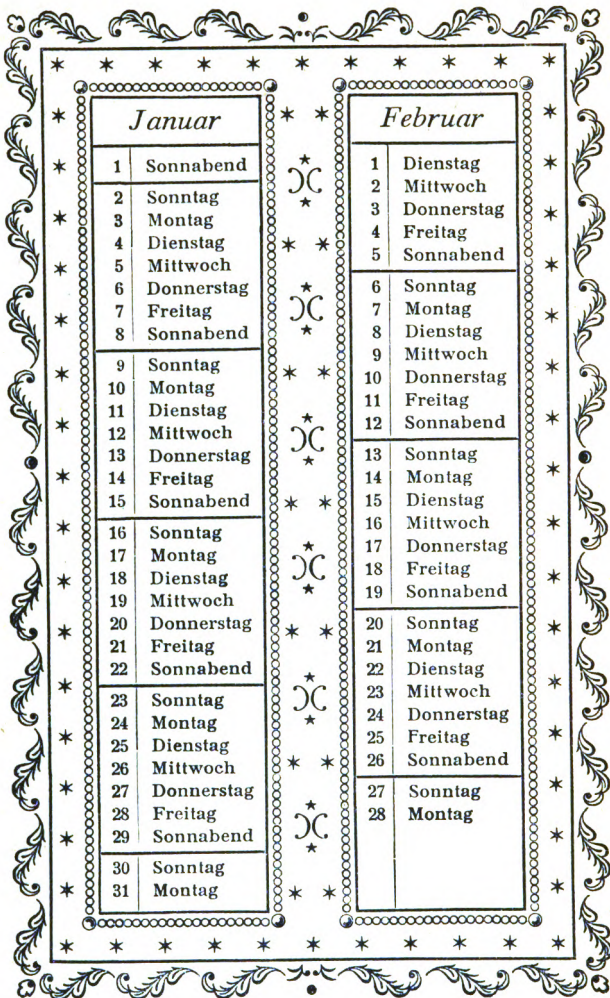 Januar
1 Sonnabend
2 Sonntag
3 Montag
4 Dienstag
5 Mittwoch
6 Donnerstag
7 Freitag
8 Sonnabend
9 Sonntag
10 Montag
11 Dienstag
12 Mittwoch
13 Donnerstag
14 Freitag
15 Sonnabend
16 Sonntag
17 Montag
18 Dienstag
19 Mittwoch
20 Donnerstag
21 Freitag
22 Sonnabend
23 Sonntag
24 Montag
25 Dienstag
26 Mittwoch
27 Donnerstag
28 Freitag
29 Sonnabend
30 Sonntag
31 Montag
Februar
1 Dienstag
2 Mittwoch
3 Donnerstag
4 Freitag
5 Sonnabend
6 Sonntag
7 Montag
8 Dienstag
9 Mittwoch
10 Donnerstag
11 Freitag
12 Sonnabend
13 Sonntag
14 Montag
15 Dienstag
16 Mittwoch
17 Donnerstag
18 Freitag
19 Sonnabend
20 Sonntag
21 Montag
22 Dienstag
23 Mittwoch
24 Donnerstag
25 Freitag
26 Sonnabend
27 Sonntag
28 Montag